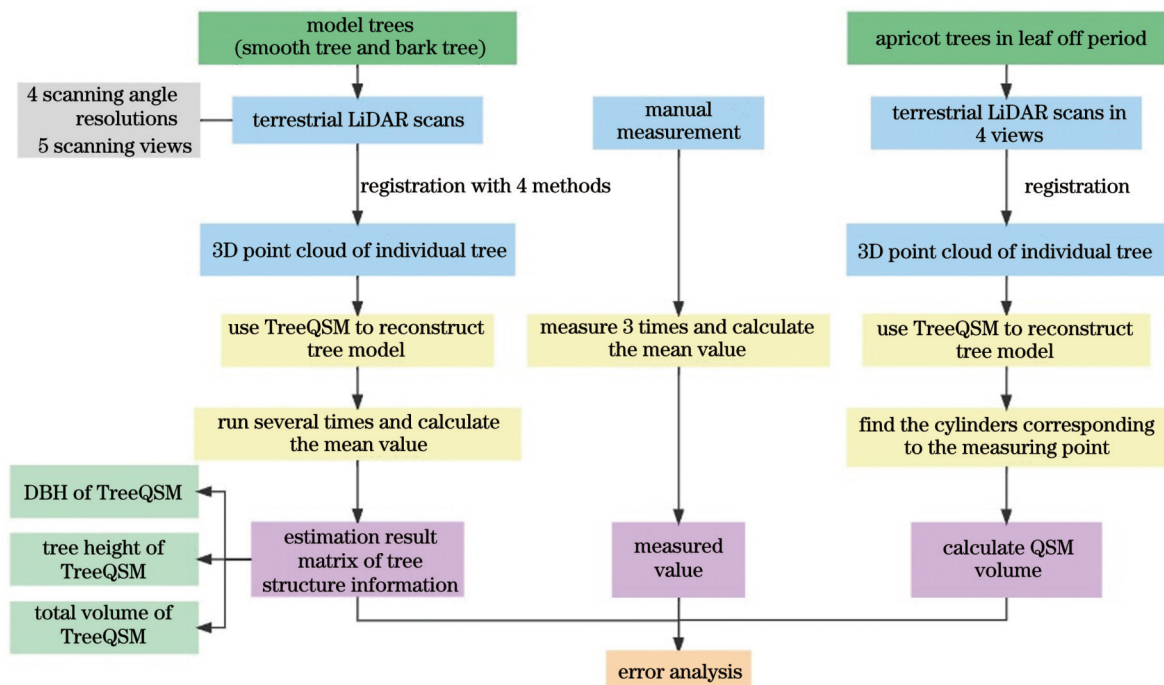 model trees
(smooth tree and bark tree)
4 scanning angle
resolutions
5 scanning views
terrestrial LiDAR scans
registration with 4 methods
3D point cloud of individual tree
use TreeQSM to reconstruct
tree model
run several times and calculate
the mean value
DBH of TreeQSM
tree height of
TreeQSM
total volume of
TreeQSM
estimation result
matrix of tree
structure information
manual
measurement
measure 3 times and calculate
the mean value
measured
value
apricot trees in leaf off period
terrestrial LiDAR scans in
4 views
registration
3D point cloud of individual tree
use TreeQSM to reconstruct
tree model
find the cylinders corresponding
to the measuring point
calculate QSM
volume
error analysis